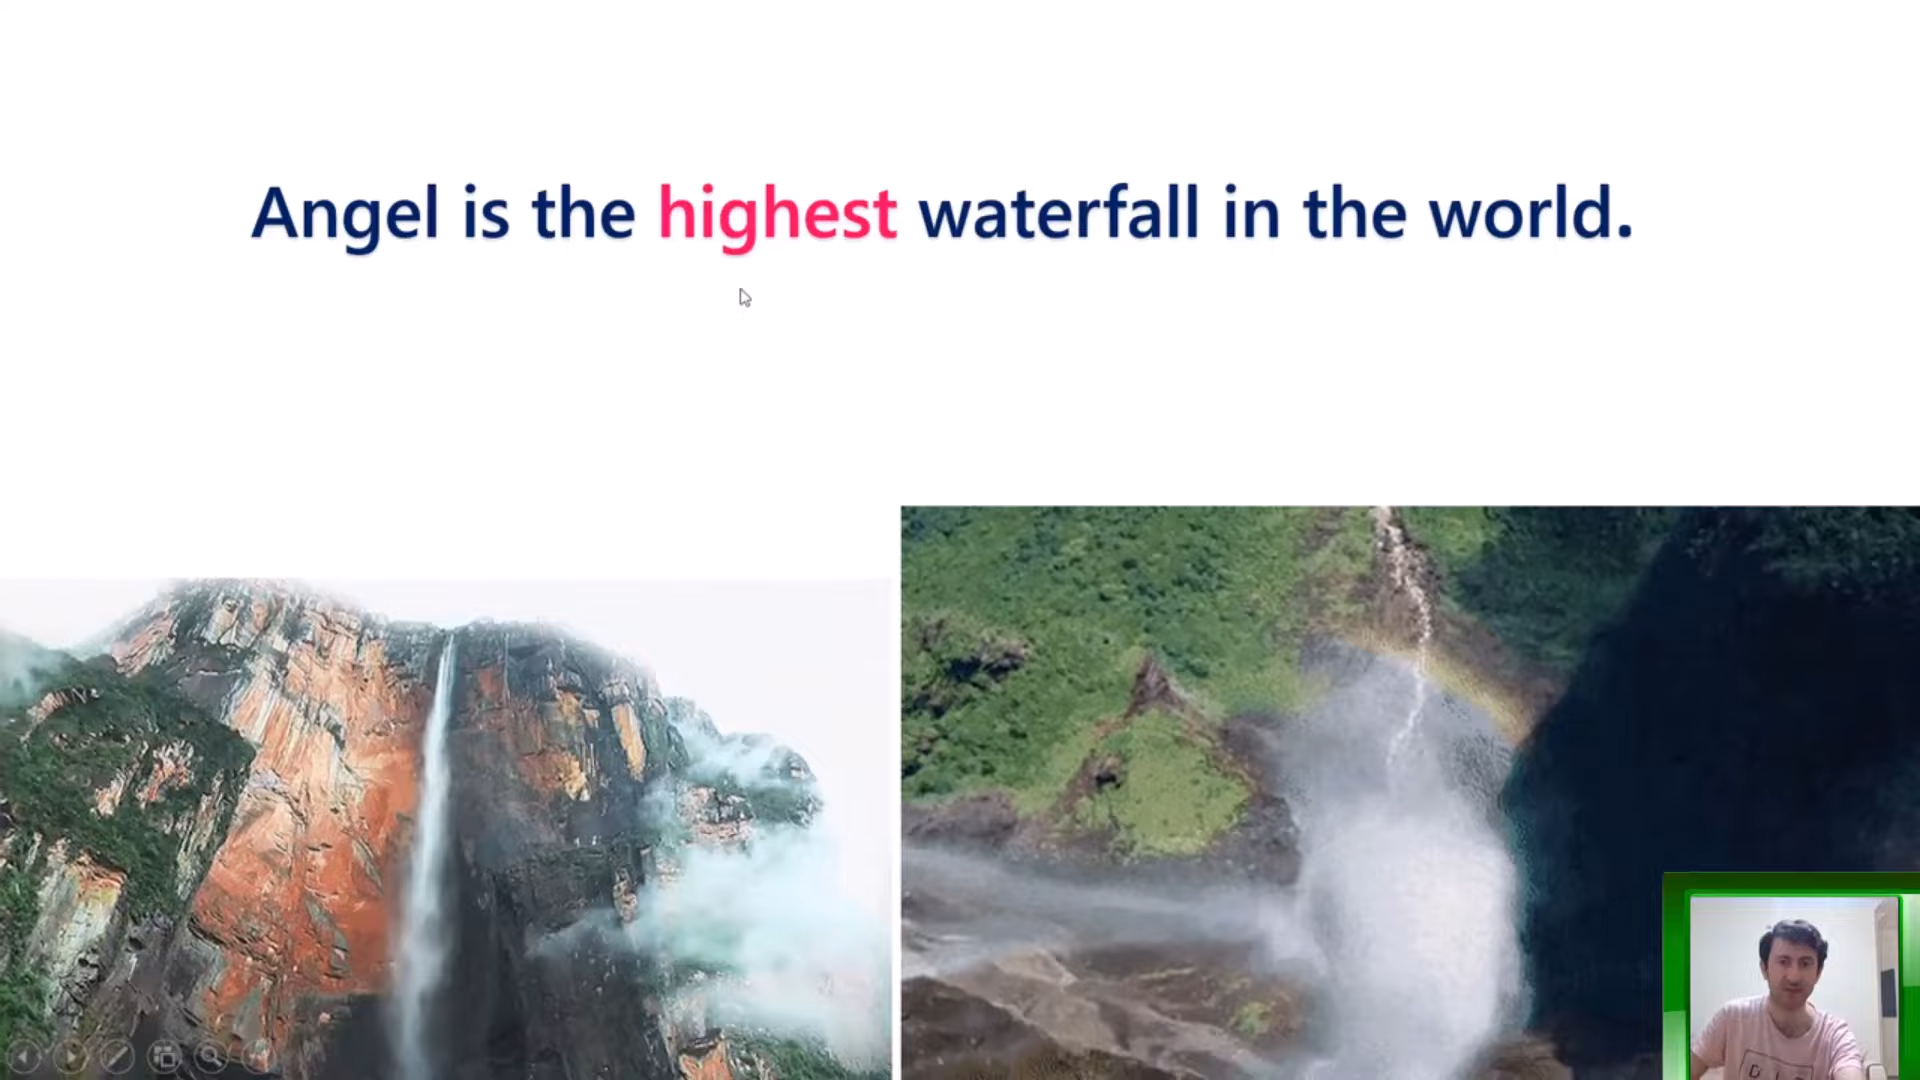 Angel is the highest waterfall in the world.